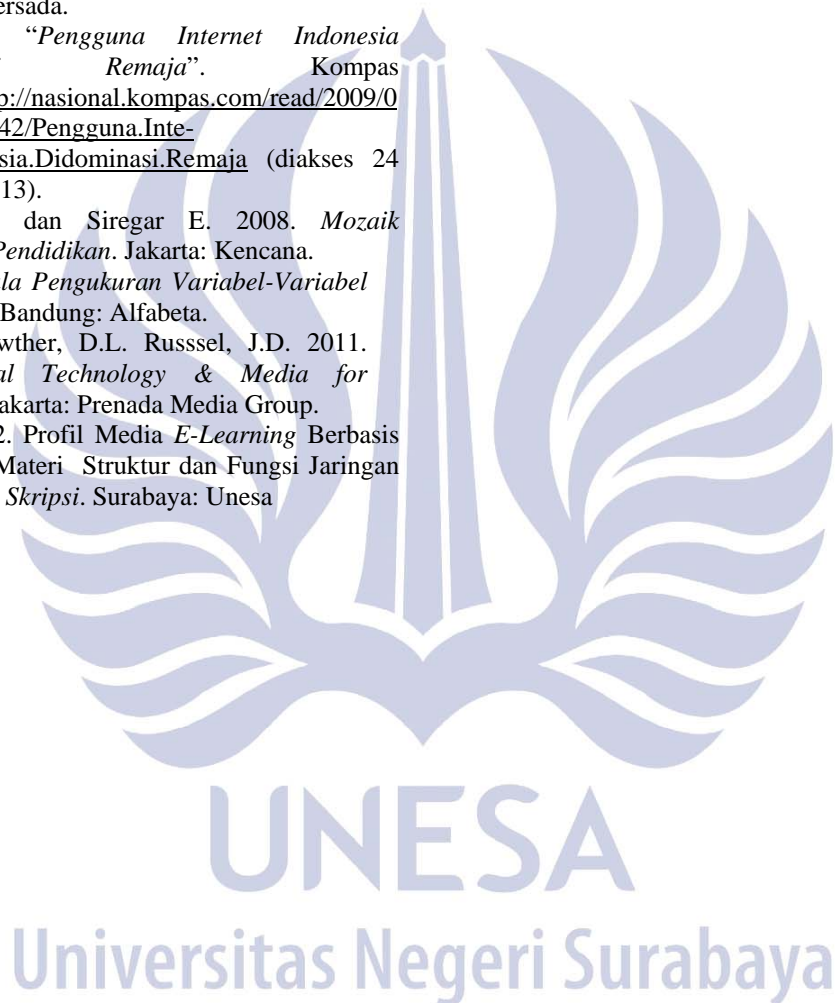 ersada.
"Pengguna Internet Indonesia
Remaja". Kompas
p://nasional.kompas.com/read/2009/0
42/Pengguna.Inte-
sia.Didominasi.Remaja (diakses 24
13).
dan Siregar E. 2008. Mozaik
Pendidikan. Jakarta: Kencana.
la Pengukuran Variabel-Variabel
Bandung: Alfabeta.
wther, D.L. Russsel, J.D. 2011.
al Technology & Media for
akarta: Prenada Media Group.
2. Profil Media E-Learning Berbasis
Materi Struktur dan Fungsi Jaringan
Skripsi. Surabaya: Unesa
UNESA
Universitas Negeri Surabaya